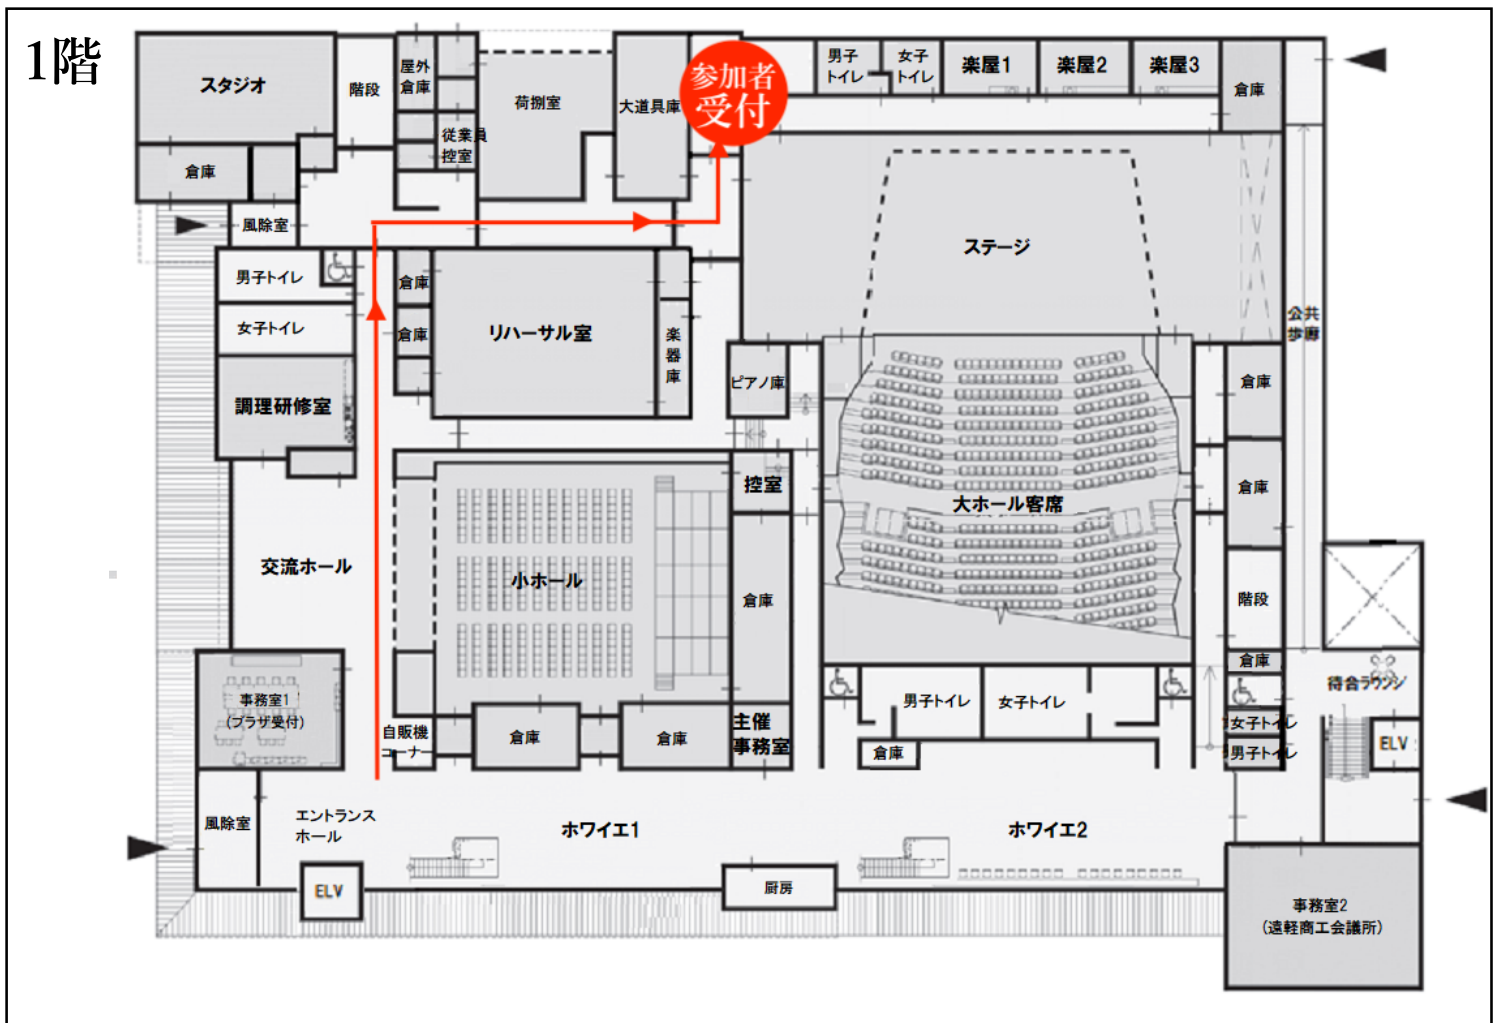 1階
スタジオ
階段
屋外
倉庫
従業員
控室
荷捌室
大道具庫
参加者
受付
男子
トイレ
女子
トイレ
楽屋1
楽屋2
楽屋3
倉庫
倉庫
風除室
男子トイレ
女子トイレ
調理研修室
倉庫
倉庫
リハーサル室
楽
器
庫
ステージ
公共
歩廊
ピアノ庫
倉庫
控室
大ホール客席
倉庫
交流ホール
小ホール
倉庫
階段
倉庫
事務室1
(プラザ受付)
自販機
コーナー
倉庫
倉庫
主催
事務室
男子トイレ
女子トイレ
倉庫
女子トイレ
男子トイレ
待合ラウンジ
ELV
風除室
エントランス
ホール
ELV
ホワイエ1
ホワイエ2
厨房
事務室2
(遠軽商工会議所)